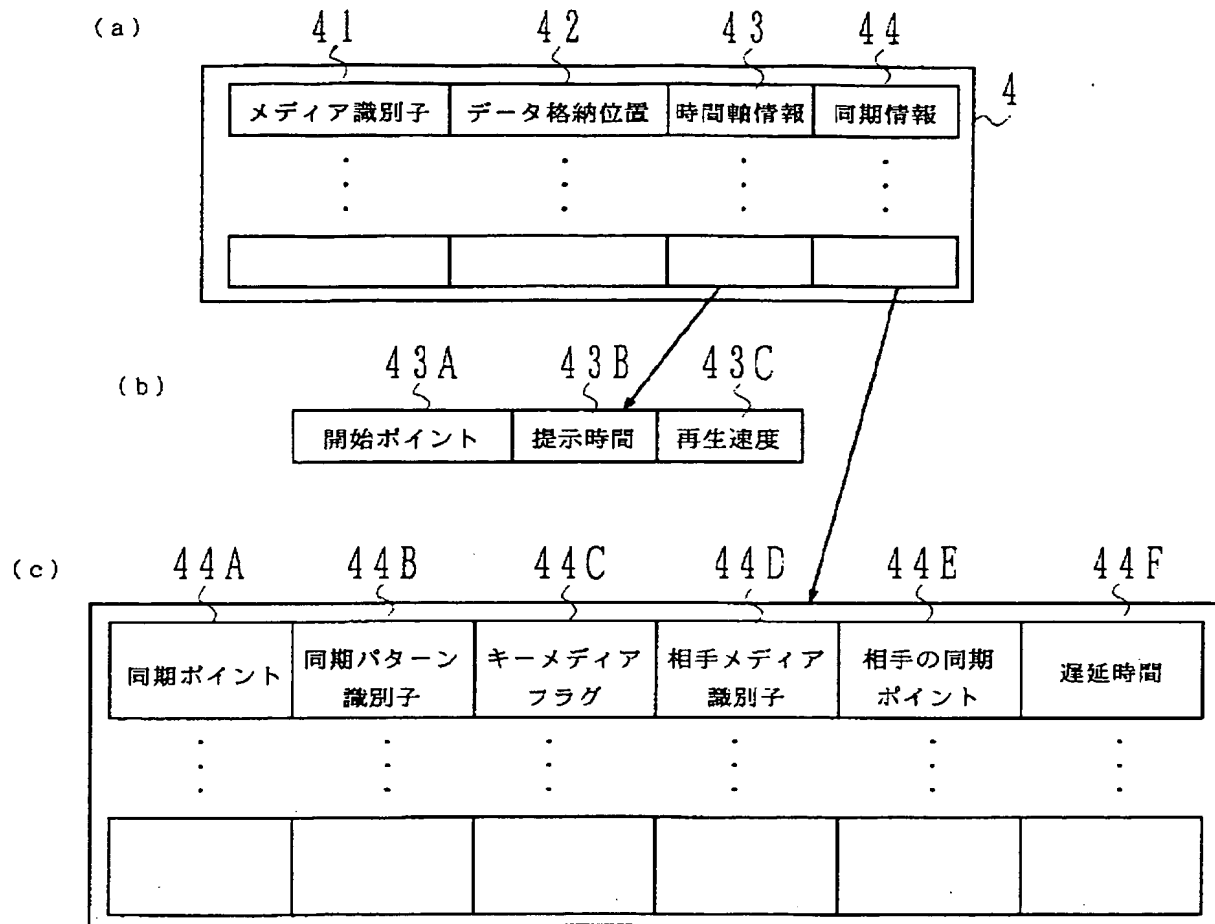 (a)
41 42 43 44
4
メディア識別子 データ格納位置 時間軸情報 同期情報
(b)
43A 43B 43C
開始ポイント 提示時間 再生速度
(c)
44A 44B 44C 44D 44E 44F
同期ポイント 同期パターン識別子 キーメディアフラグ 相手メディア識別子 相手の同期ポイント 遅延時間